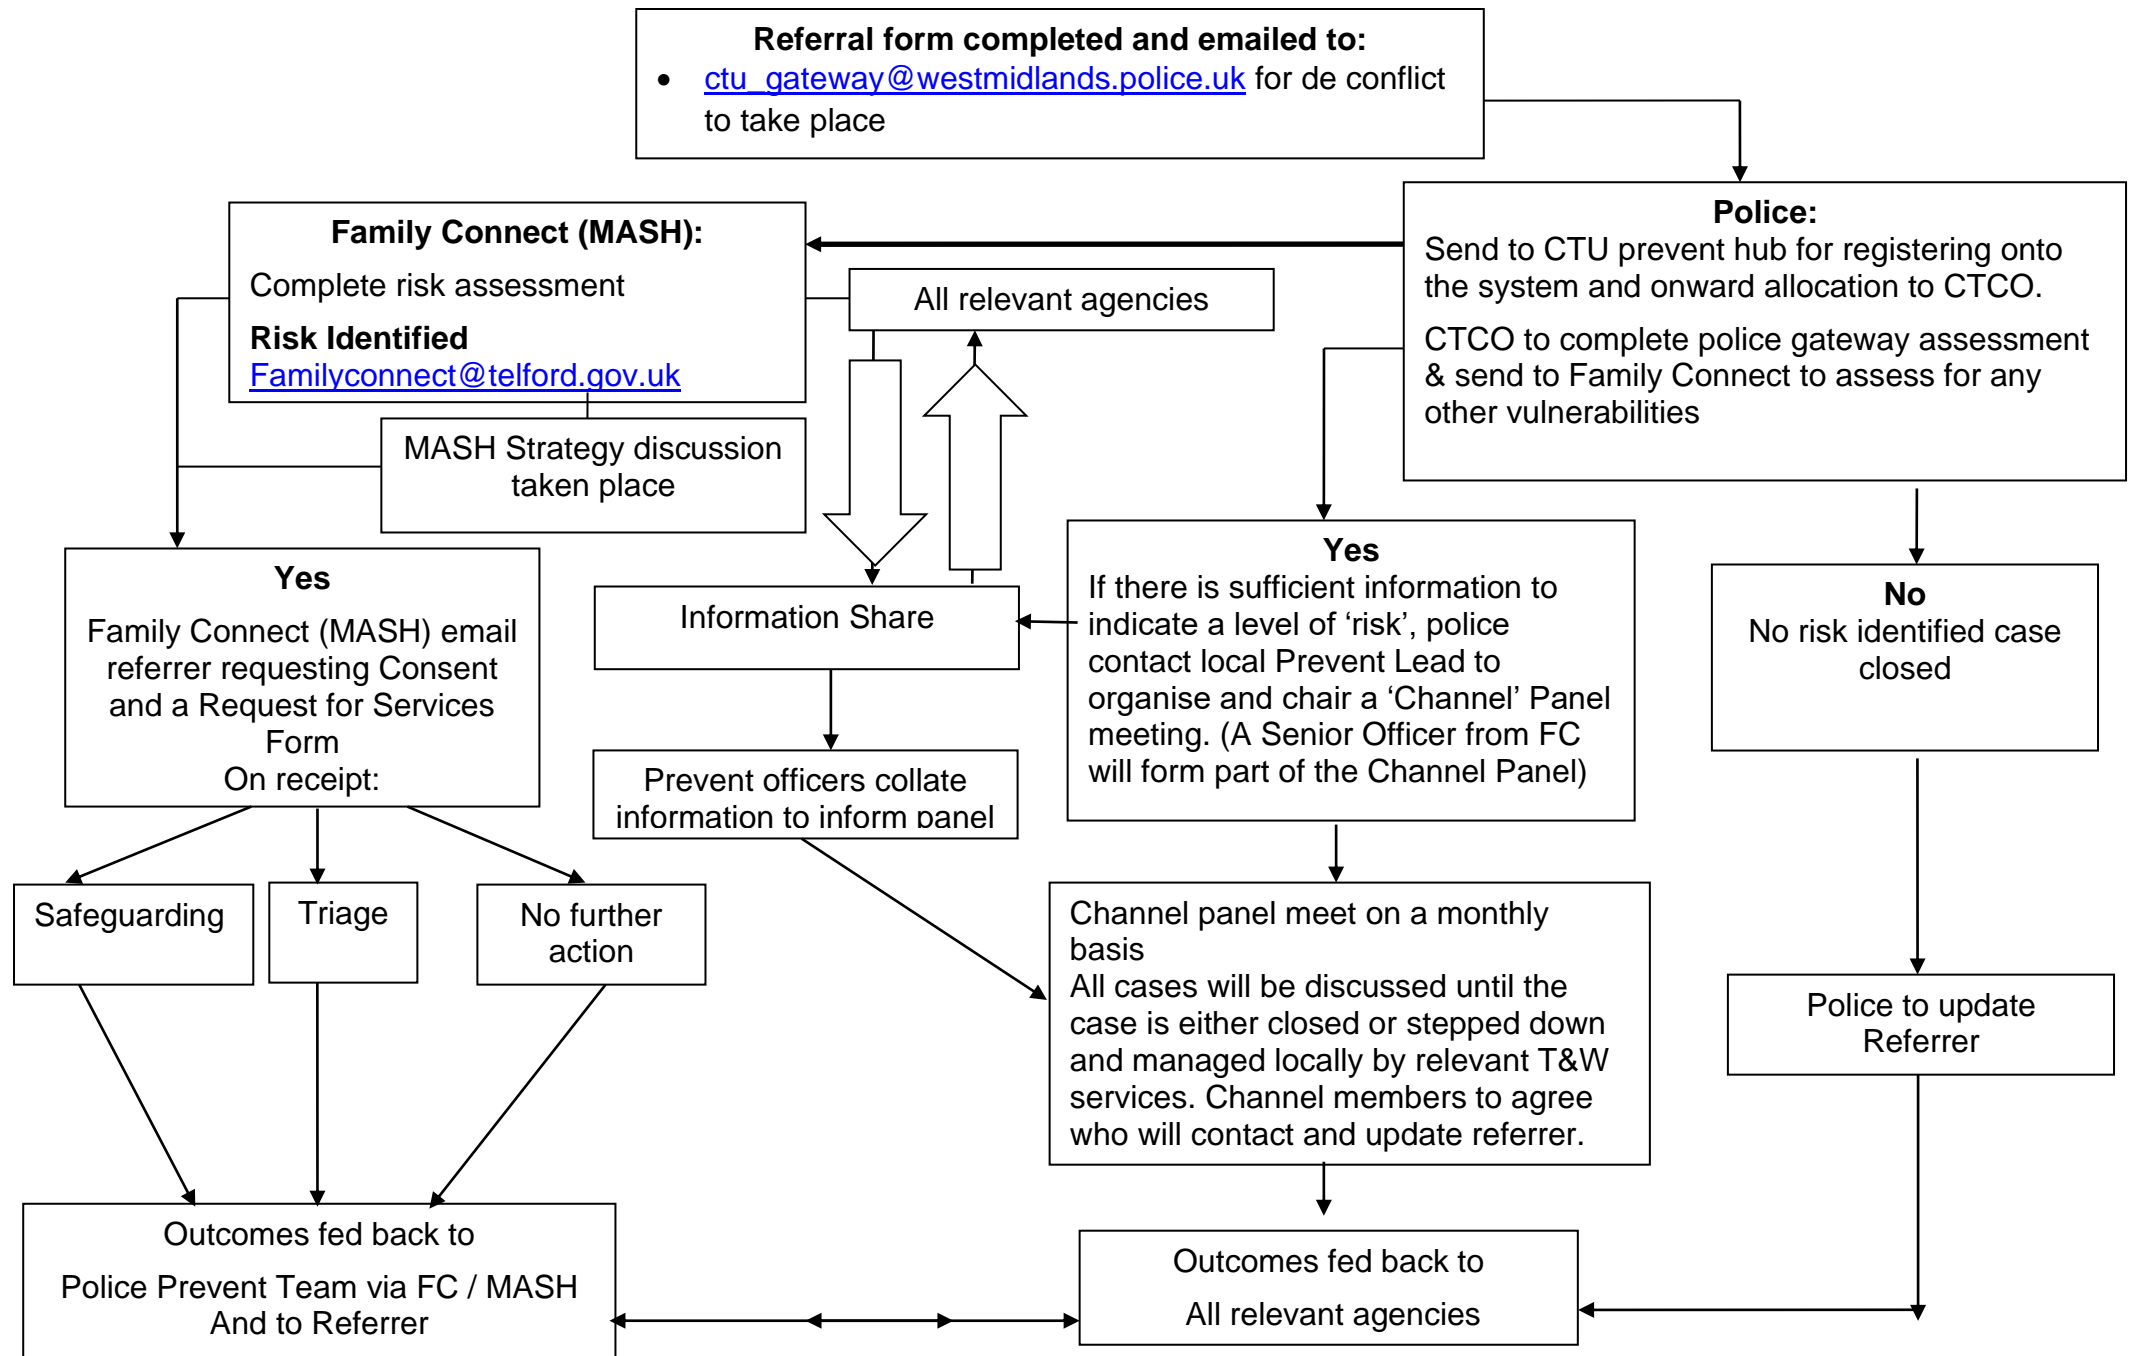 Referral form completed and emailed to:
• ctu_gateway@westmidlands.police.uk for de conflict
to take place
Police:
Send to CTU prevent hub for registering onto
the system and onward allocation to CTCO.
CTCO to complete police gateway assessment
& send to Family Connect to assess for any
other vulnerabilities
Family Connect (MASH):
Complete risk assessment
Risk Identified
Familyconnect@telford.gov.uk
All relevant agencies
MASH Strategy discussion
taken place
Yes
Family Connect (MASH) email
referrer requesting Consent
and a Request for Services
Form
On receipt:
Information Share
Yes
If there is sufficient information to
indicate a level of ‘risk’, police
contact local Prevent Lead to
organise and chair a ‘Channel’ Panel
meeting. (A Senior Officer from FC
will form part of the Channel Panel)
No
No risk identified case
closed
Prevent officers collate
information to inform panel
Safeguarding
Triage
No further
action
Channel panel meet on a monthly
basis
All cases will be discussed until the
case is either closed or stepped down
and managed locally by relevant T&W
services. Channel members to agree
who will contact and update referrer.
Police to update
Referrer
Outcomes fed back to
Police Prevent Team via FC / MASH
And to Referrer
Outcomes fed back to
All relevant agencies